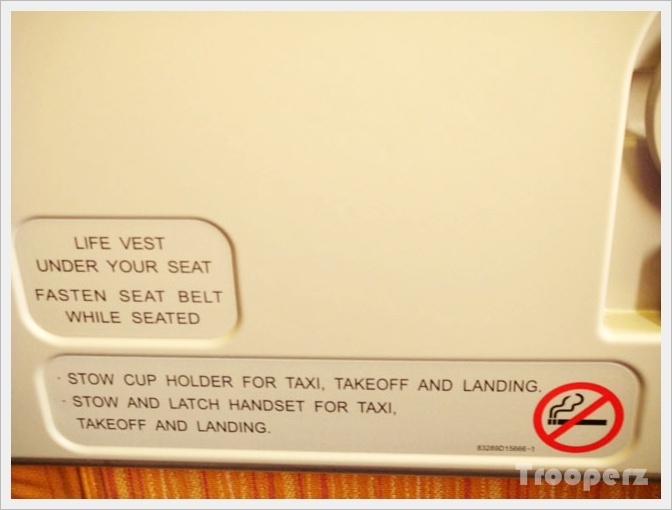 LIFE VEST
UNDER YOUR SEAT
FASTEN SEAT BELT
WHILE SEATED
· STOW CUP HOLDER FOR TAXI, TAKEOFF AND LANDING.
· STOW AND LATCH HANDSET FOR TAXI,
TAKEOFF AND LANDING.
Trooperz